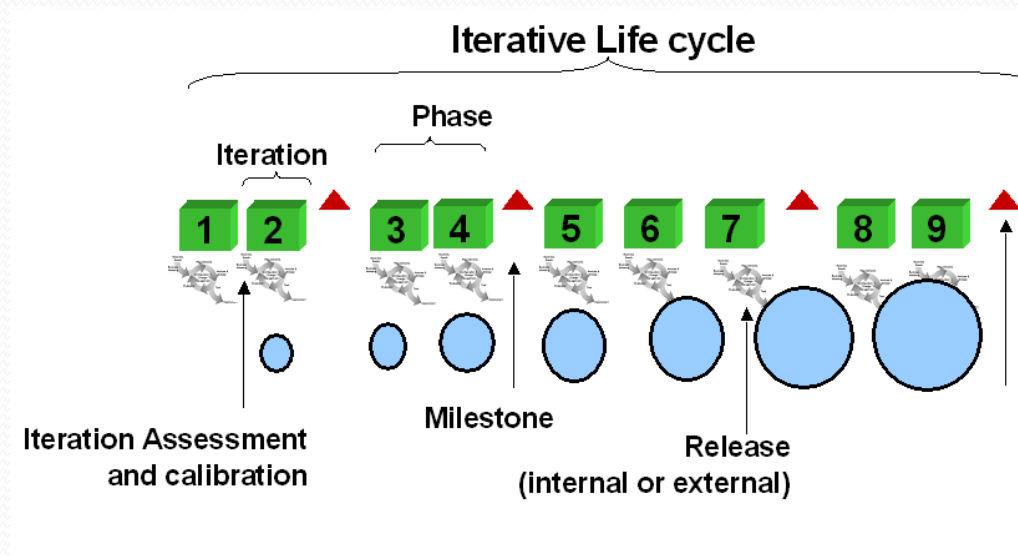 Iterative Life cycle
Phase
Iteration
1 2 3 4 5 6 7 8 9
Iteration Assessment
and calibration
Milestone
Release
(internal or external)